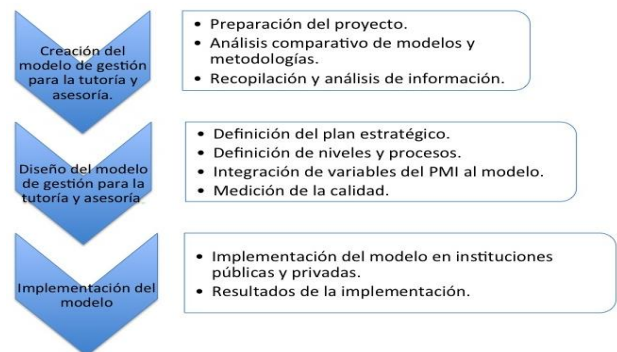 Creación del
modelo de gestión
para la tutoría y
asesoría.
• Preparación del proyecto.
• Análisis comparativo de modelos y
metodologías.
• Recopilación y análisis de información.
Diseño del modelo
de gestión para la
tutoría y asesoría
• Definición del plan estratégico.
• Definición de niveles y procesos.
• Integración de variables del PMI al modelo.
• Medición de la calidad.
Implementación del
modelo
• Implementación del modelo en instituciones
públicas y privadas.
• Resultados de la implementación.